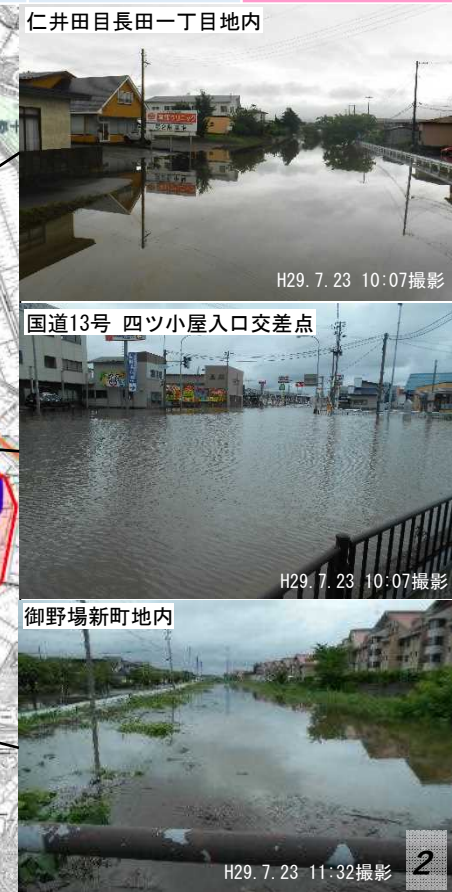 仁井田目長田一丁目地内
H29.7.23 10:07撮影
国道13号 四ツ小屋入口交差点
H29.7.23 10:07撮影
御野場新町地内
H29.7.23 11:32撮影
2